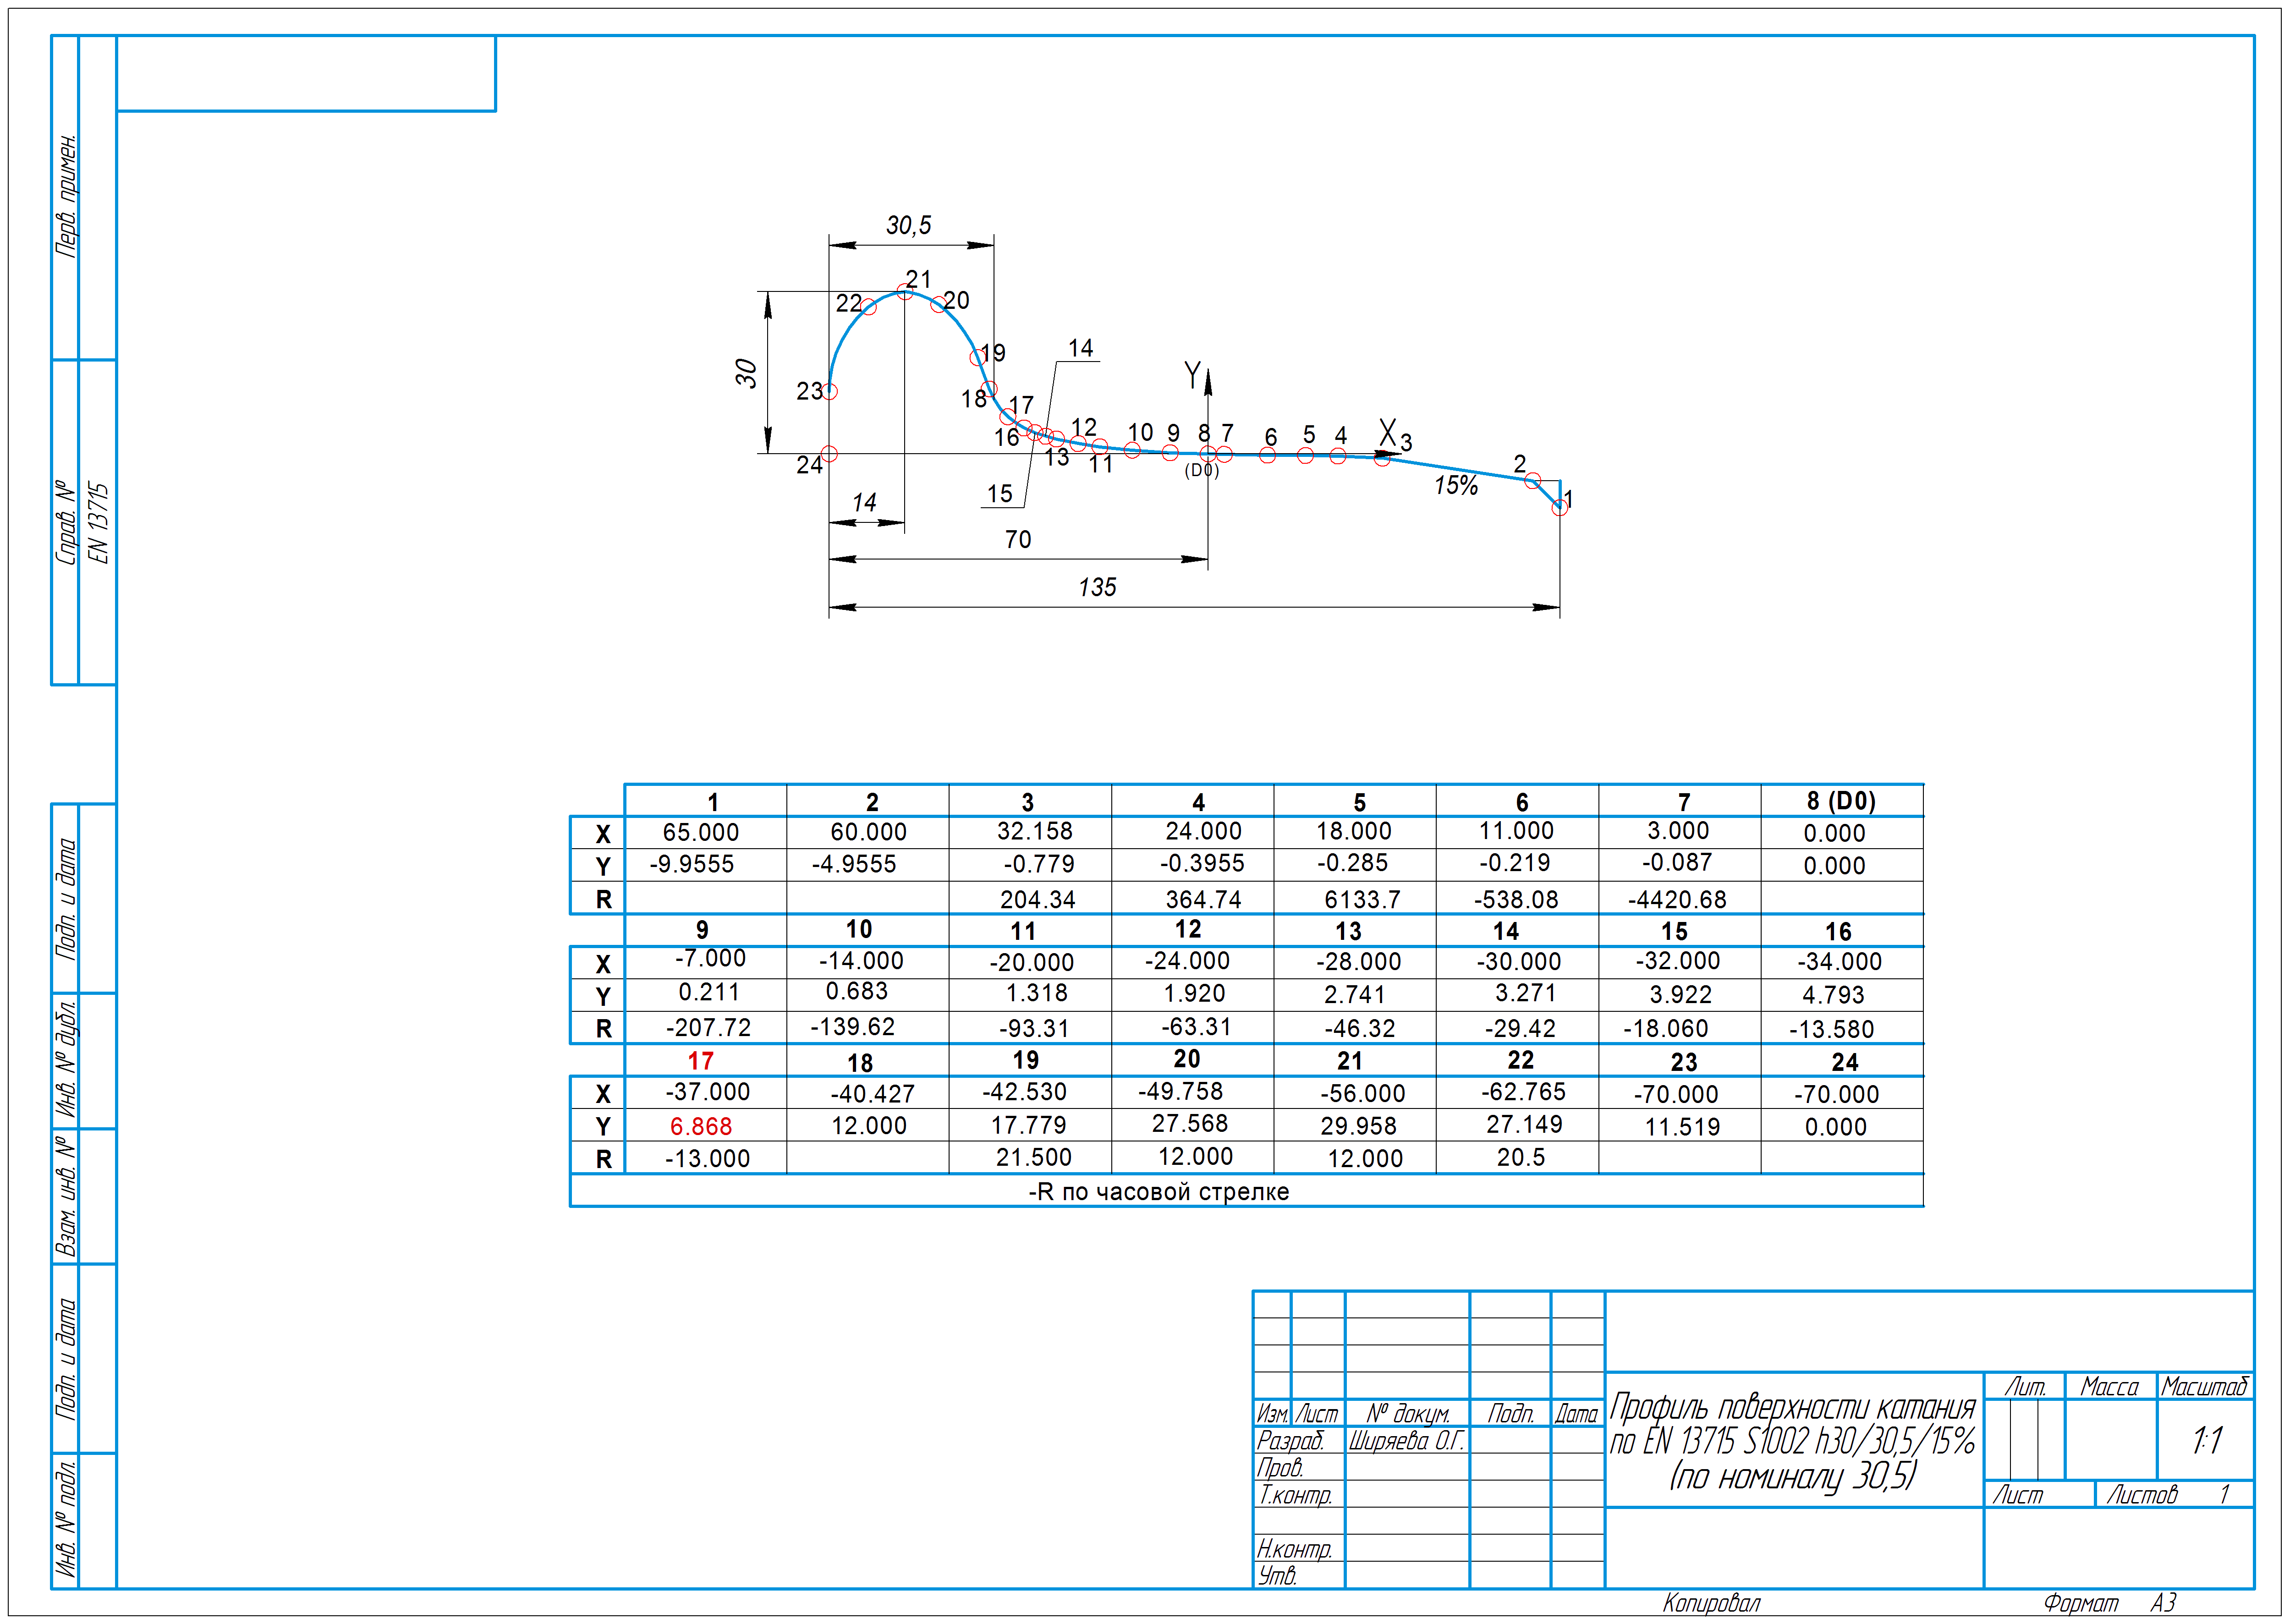 Перв. примен.
Справ. №
EN 13715
Подп. и дата
Инв. № дубл.
Взам. инв. №
Подп. и дата
Инв. № подл.
30,5
21
22
20
30
19
14
18
17
23
16
15
13
12
11
10
9
8
(D0)
7
6
5
4
3
Y
X
24
14
2
1
15%
70
135
1 2 3 4 5 6 7 8 (D0)
X 65.000 60.000 32.158 24.000 18.000 11.000 3.000 0.000
Y -9.9555 -4.9555 -0.779 -0.3955 -0.285 -0.219 -0.087 0.000
R 204.34 364.74 6133.7 -538.08 -4420.68
9 10 11 12 13 14 15 16
X -7.000 -14.000 -20.000 -24.000 -28.000 -30.000 -32.000 -34.000
Y 0.211 0.683 1.318 1.920 2.741 3.271 3.922 4.793
R -207.72 -139.62 -93.31 -63.31 -46.32 -29.42 -18.060 -13.580
17 18 19 20 21 22 23 24
X -37.000 -40.427 -42.530 -49.758 -56.000 -62.765 -70.000 -70.000
Y 6.868 12.000 17.779 27.568 29.958 27.149 11.519 0.000
R -13.000 21.500 12.000 12.000 20.5
-R по часовой стрелке
Изм. Лист № докум. Подп. Дата
Разраб. Ширяева О.Г.
Пров.
Т.контр.
Н.контр.
Утв.
Профиль поверхности катания
по EN 13715 S1002 h30/30,5/15%
(по номиналу 30,5)
Лит. Масса Масштаб
1:1
Лист Листов 1
Копировал Формат А3